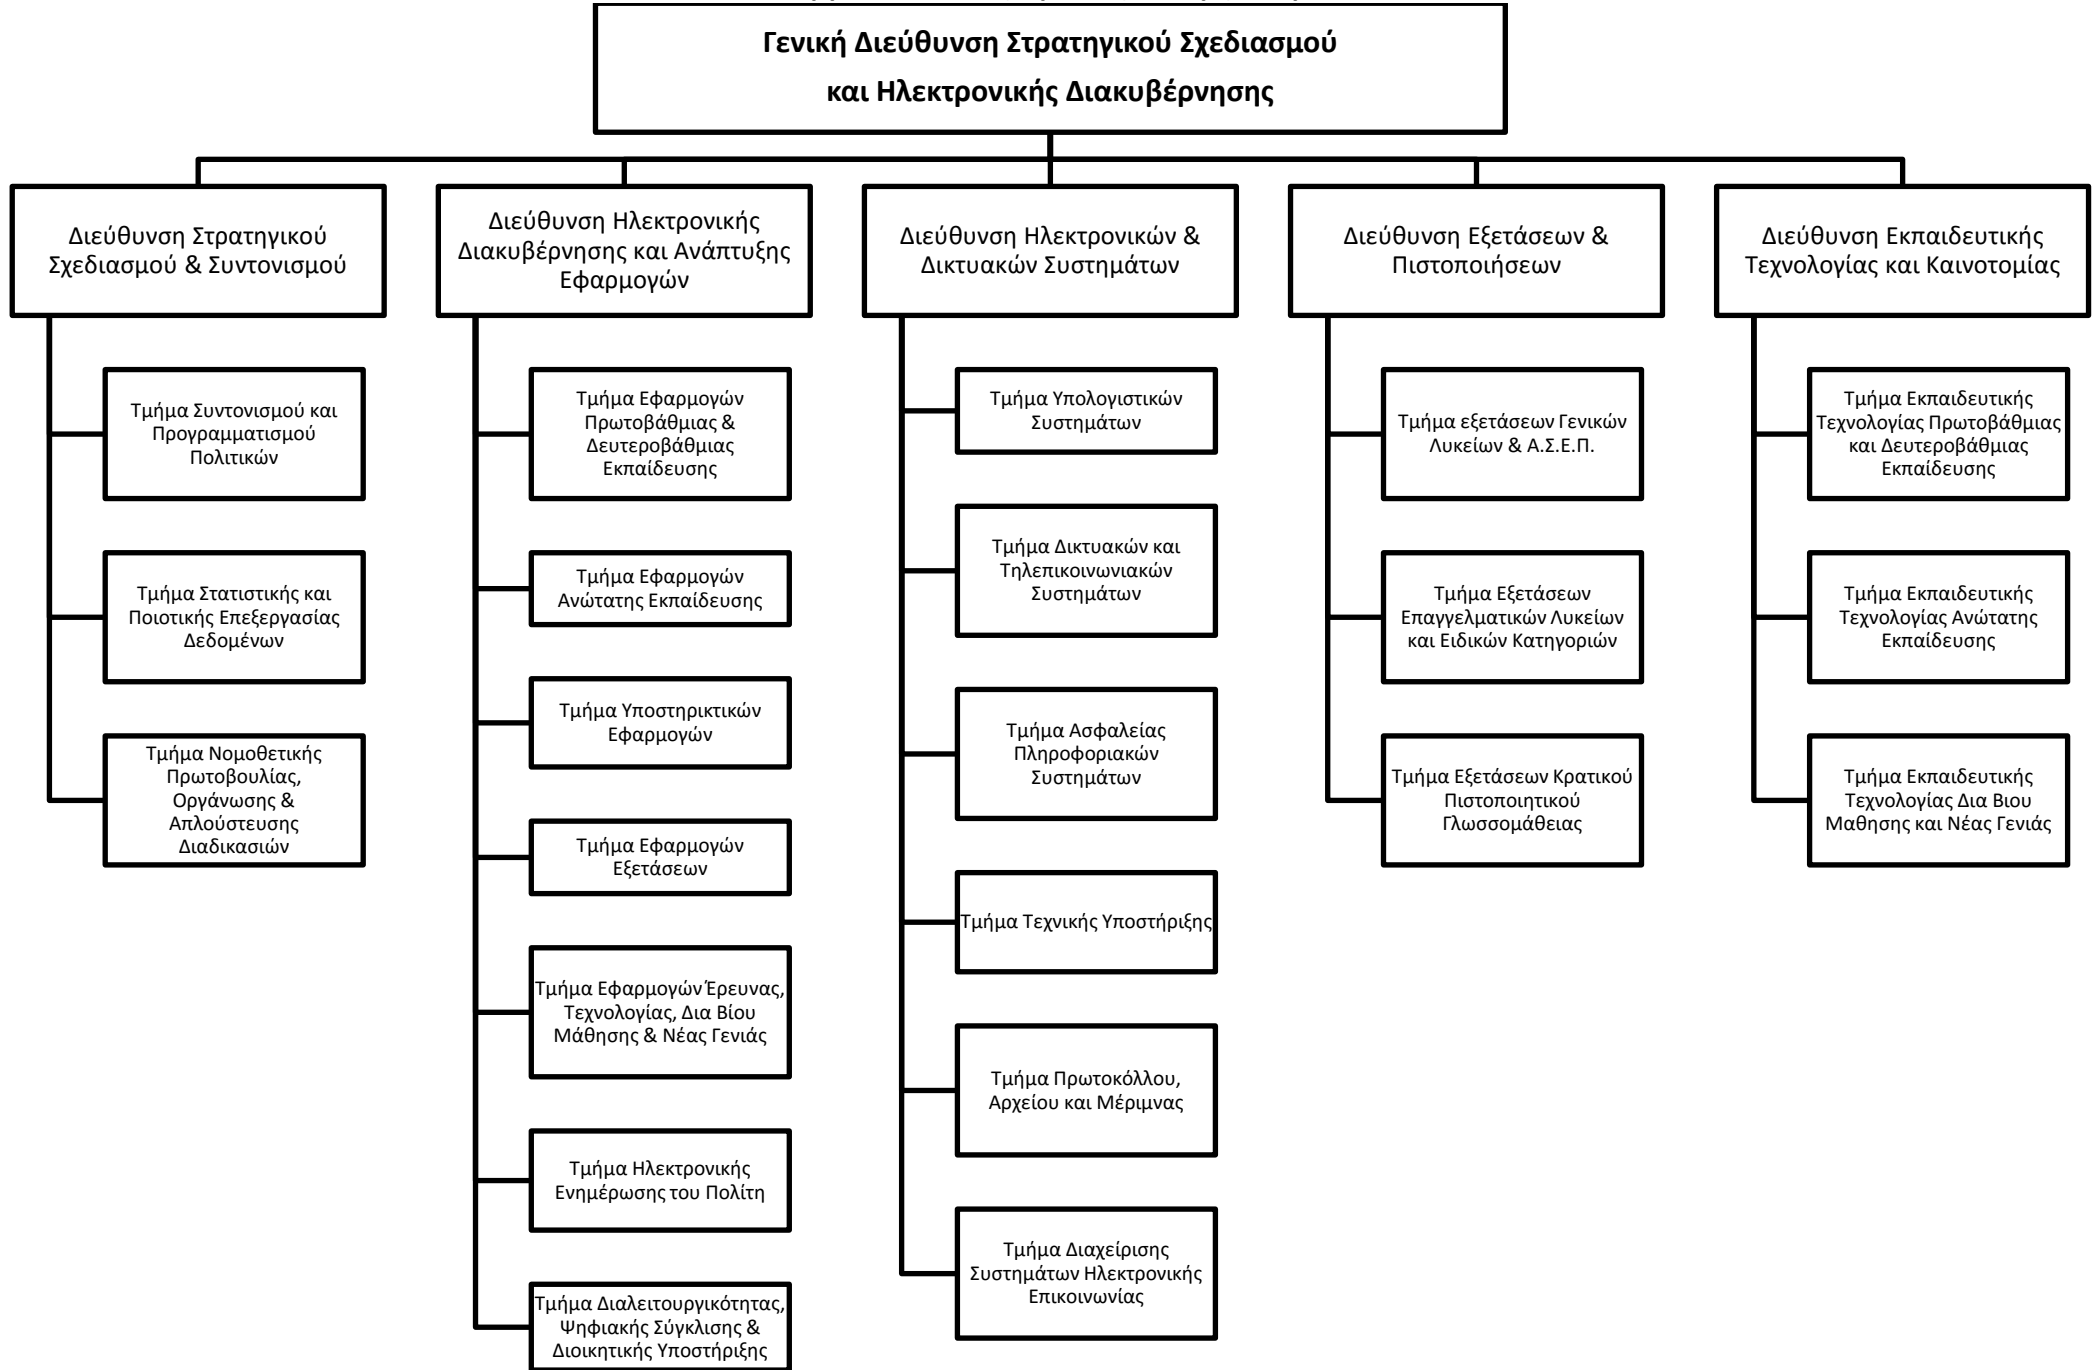 Γενική Διεύθυνση Στρατηγικού Σχεδιασμού
και Ηλεκτρονικής Διακυβέρνησης
Διεύθυνση Στρατηγικού
Σχεδιασμού & Συντονισμού
Τμήμα Συντονισμού και
Προγραμματισμού
Πολιτικών
Τμήμα Στατιστικής και
Ποιοτικής Επεξεργασίας
Δεδομένων
Τμήμα Νομοθετικής
Πρωτοβουλίας,
Οργάνωσης &
Απλούστευσης
Διαδικασιών
Διεύθυνση Ηλεκτρονικής
Διακυβέρνησης και Ανάπτυξης
Εφαρμογών
Τμήμα Εφαρμογών
Πρωτοβάθμιας &
Δευτεροβάθμιας
Εκπαίδευσης
Τμήμα Εφαρμογών
Ανώτατης Εκπαίδευσης
Τμήμα Υποστηρικτικών
Εφαρμογών
Τμήμα Εφαρμογών
Εξετάσεων
Τμήμα Εφαρμογών Έρευνας,
Τεχνολογίας, Δια Βίου
Μάθησης & Νέας Γενιάς
Τμήμα Ηλεκτρονικής
Ενημέρωσης του Πολίτη
Τμήμα Διαλειτουργικότητας,
Ψηφιακής Σύγκλισης &
Διοικητικής Υποστήριξης
Διεύθυνση Ηλεκτρονικών &
Δικτυακών Συστημάτων
Τμήμα Υπολογιστικών
Συστημάτων
Τμήμα Δικτυακών και
Τηλεπικοινωνιακών
Συστημάτων
Τμήμα Ασφαλείας
Πληροφοριακών
Συστημάτων
Τμήμα Τεχνικής Υποστήριξης
Τμήμα Πρωτοκόλλου,
Αρχείου και Μέριμνας
Τμήμα Διαχείρισης
Συστημάτων Ηλεκτρονικής
Επικοινωνίας
Διεύθυνση Εξετάσεων &
Πιστοποιήσεων
Τμήμα εξετάσεων Γενικών
Λυκείων & Α.Σ.Ε.Π.
Τμήμα Εξετάσεων
Επαγγελματικών Λυκείων
και Ειδικών Κατηγοριών
Τμήμα Εξετάσεων Κρατικού
Πιστοποιητικού
Γλωσσομάθειας
Διεύθυνση Εκπαιδευτικής
Τεχνολογίας και Καινοτομίας
Τμήμα Εκπαιδευτικής
Τεχνολογίας Πρωτοβάθμιας
και Δευτεροβάθμιας
Εκπαίδευσης
Τμήμα Εκπαιδευτικής
Τεχνολογίας Ανώτατης
Εκπαίδευσης
Τμήμα Εκπαιδευτικής
Τεχνολογίας Δια Βιου
Μαθησης και Νέας Γενιάς